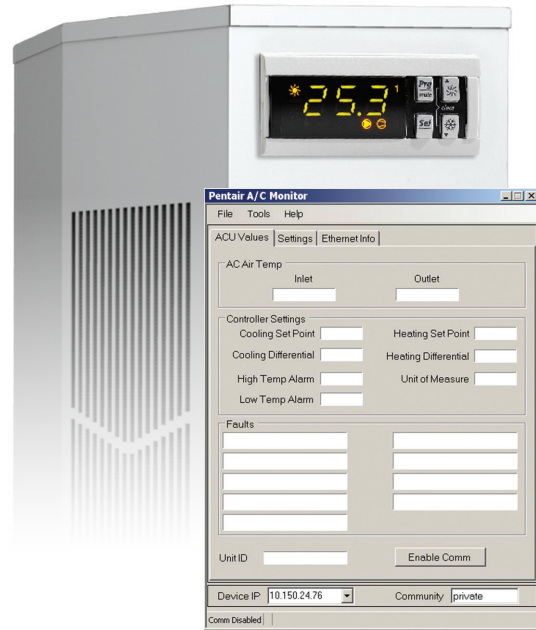 25.3 1
Prg
mute
clear
Set
Pentair A/C Monitor
File Tools Help
ACU Values Settings Ethernet Info
AC Air Temp
Inlet Outlet
Controller Settings
Cooling Set Point Heating Set Point
Cooling Differential Heating Differential
High Temp Alarm Unit of Measure
Low Temp Alarm
Faults
Unit ID Enable Comm
Device IP 10.150.24.76 Community private
Comm Disabled